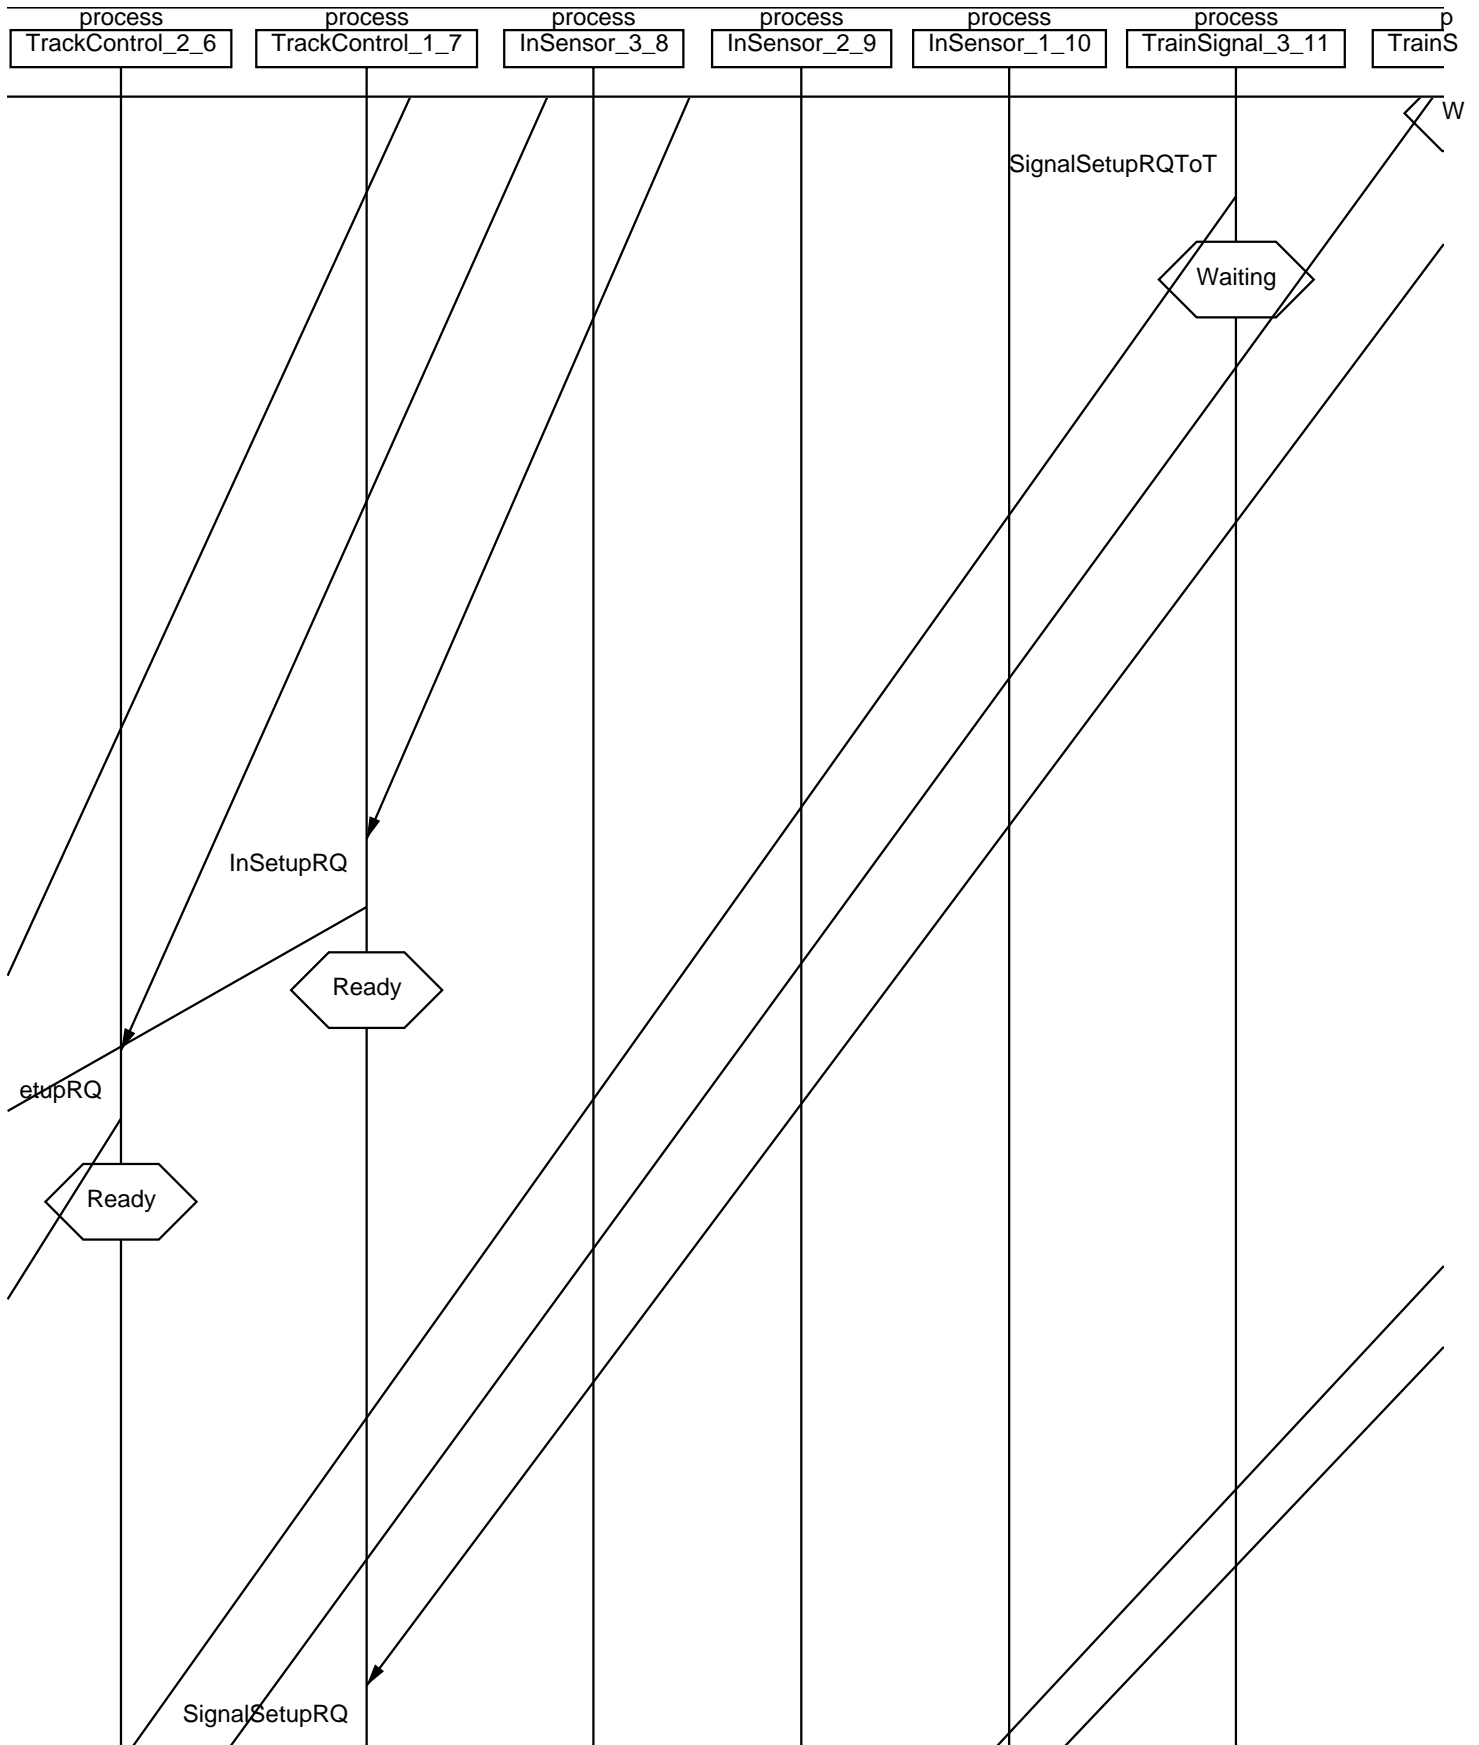 process process process process process process p
TrackControl_2_6 TrackControl_1_7 InSensor_3_8 InSensor_2_9 InSensor_1_10 TrainSignal_3_11 TrainS
W
SignalSetupRQToT
Waiting
InSetupRQ
Ready
etupRQ
Ready
SignalSetupRQ